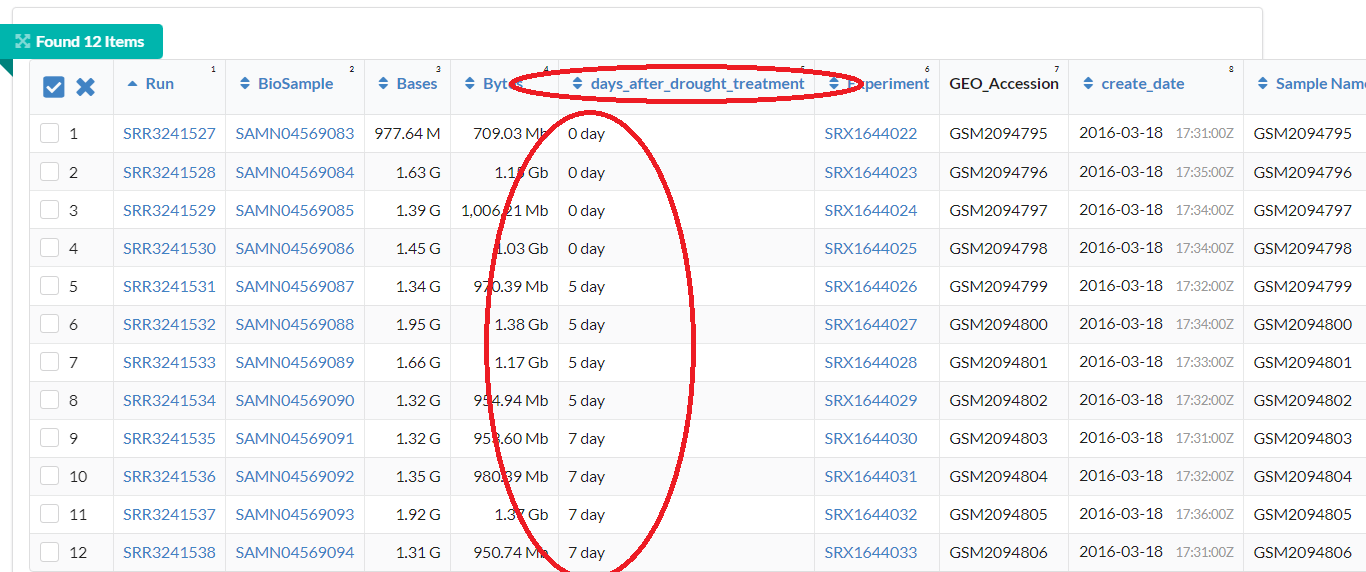 Found 12 Items
Run 1 BioSample 2 Bases 3 Bytes 4 days_after_drought_treatment 5 Experiment 6 GEO_Accession 7 create_date 8 Sample Name
1 SRR3241527 SAMN04569083 977.64 M 709.03 Mb 0 day SRX1644022 GSM2094795 2016-03-18 17:31:00Z GSM2094795
2 SRR3241528 SAMN04569084 1.63 G 1.15 Gb 0 day SRX1644023 GSM2094796 2016-03-18 17:35:00Z GSM2094796
3 SRR3241529 SAMN04569085 1.39 G 1,006.21 Mb 0 day SRX1644024 GSM2094797 2016-03-18 17:34:00Z GSM2094797
4 SRR3241530 SAMN04569086 1.45 G 1.03 Gb 0 day SRX1644025 GSM2094798 2016-03-18 17:34:00Z GSM2094798
5 SRR3241531 SAMN04569087 1.34 G 970.39 Mb 5 day SRX1644026 GSM2094799 2016-03-18 17:32:00Z GSM2094799
6 SRR3241532 SAMN04569088 1.95 G 1.38 Gb 5 day SRX1644027 GSM2094800 2016-03-18 17:34:00Z GSM2094800
7 SRR3241533 SAMN04569089 1.66 G 1.17 Gb 5 day SRX1644028 GSM2094801 2016-03-18 17:33:00Z GSM2094801
8 SRR3241534 SAMN04569090 1.32 G 954.94 Mb 5 day SRX1644029 GSM2094802 2016-03-18 17:32:00Z GSM2094802
9 SRR3241535 SAMN04569091 1.32 G 953.60 Mb 7 day SRX1644030 GSM2094803 2016-03-18 17:31:00Z GSM2094803
10 SRR3241536 SAMN04569092 1.35 G 980.39 Mb 7 day SRX1644031 GSM2094804 2016-03-18 17:32:00Z GSM2094804
11 SRR3241537 SAMN04569093 1.92 G 1.37 Gb 7 day SRX1644032 GSM2094805 2016-03-18 17:36:00Z GSM2094805
12 SRR3241538 SAMN04569094 1.31 G 950.74 Mb 7 day SRX1644033 GSM2094806 2016-03-18 17:31:00Z GSM2094806